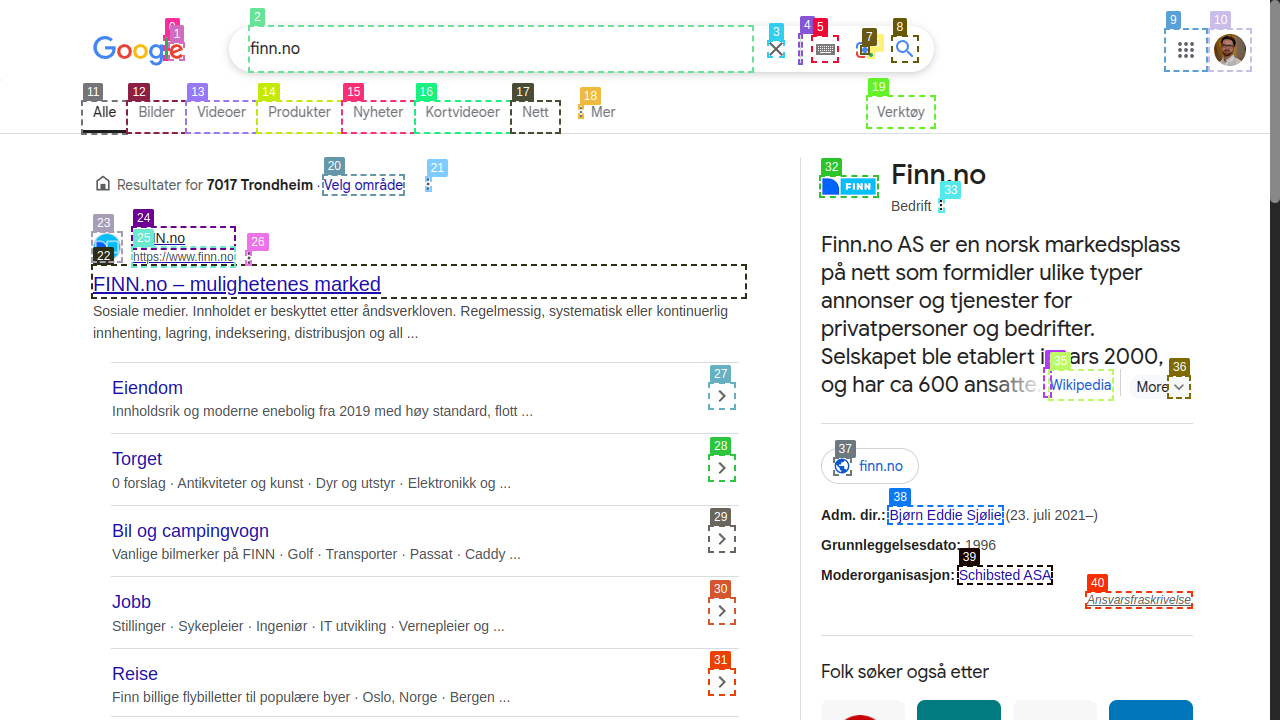 Google
0
1
2
finn.no
3
4
5
7
8
9
10
11
12
13
14
15
16
17
18
19
Alle
Bilder
Videoer
Produkter
Nyheter
Kortvideoer
Nett
Mer
Verktøy
20
21
Resultater for 7017 Trondheim · Velg område
23
24
25
26
22
N.no
https://www.finn.no
FINN.no – mulighetenes marked
Sosiale medier. Innholdet er beskyttet etter åndsverkloven. Regelmessig, systematisk eller kontinuerlig
innhenting, lagring, indeksering, distribusjon og all ...
27
Eiendom
Innholdsrik og moderne enebolig fra 2019 med høy standard, flott ...
28
Torget
0 forslag · Antikviteter og kunst · Dyr og utstyr · Elektronikk og ...
29
Bil og campingvogn
Vanlige bilmerker på FINN · Golf · Transporter · Passat · Caddy ...
30
Jobb
Stillinger · Sykepleier · Ingeniør · IT utvikling · Vernepleier og ...
31
Reise
Finn billige flybilletter til populære byer · Oslo, Norge · Bergen ...
32
FINN
Finn.no
33
Bedrift
Finn.no AS er en norsk markedsplass
på nett som formidler ulike typer
annonser og tjenester for
privatpersoner og bedrifter.
Selskapet ble etablert i mars 2000,
og har ca 600 ansatte
35
Wikipedia
More
36
37
finn.no
38
Adm. dir.: Bjørn Eddie Sjølie (23. juli 2021–)
Grunnleggelsesdato: 1996
39
Moderorganisasjon: Schibsted ASA
40
Ansvarsfraskrivelse
Folk søker også etter